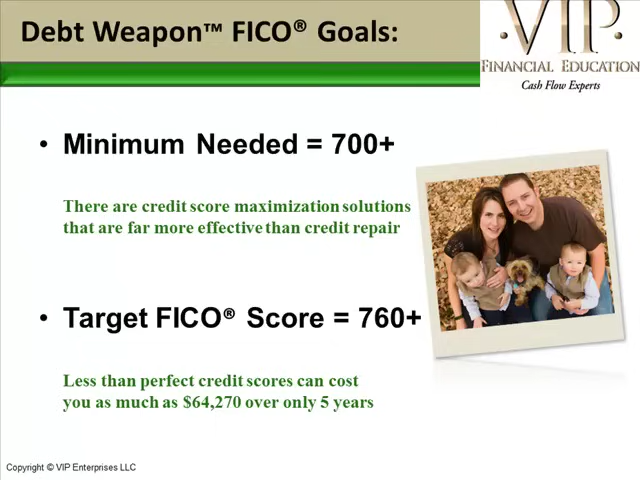 Debt Weapon™ FICO® Goals:
VIP
FINANCIAL EDUCATION
Cash Flow Experts
• Minimum Needed = 700+
There are credit score maximization solutions
that are far more effective than credit repair
• Target FICO® Score = 760+
Less than perfect credit scores can cost
you as much as $64,270 over only 5 years
Copyright © VIP Enterprises LLC